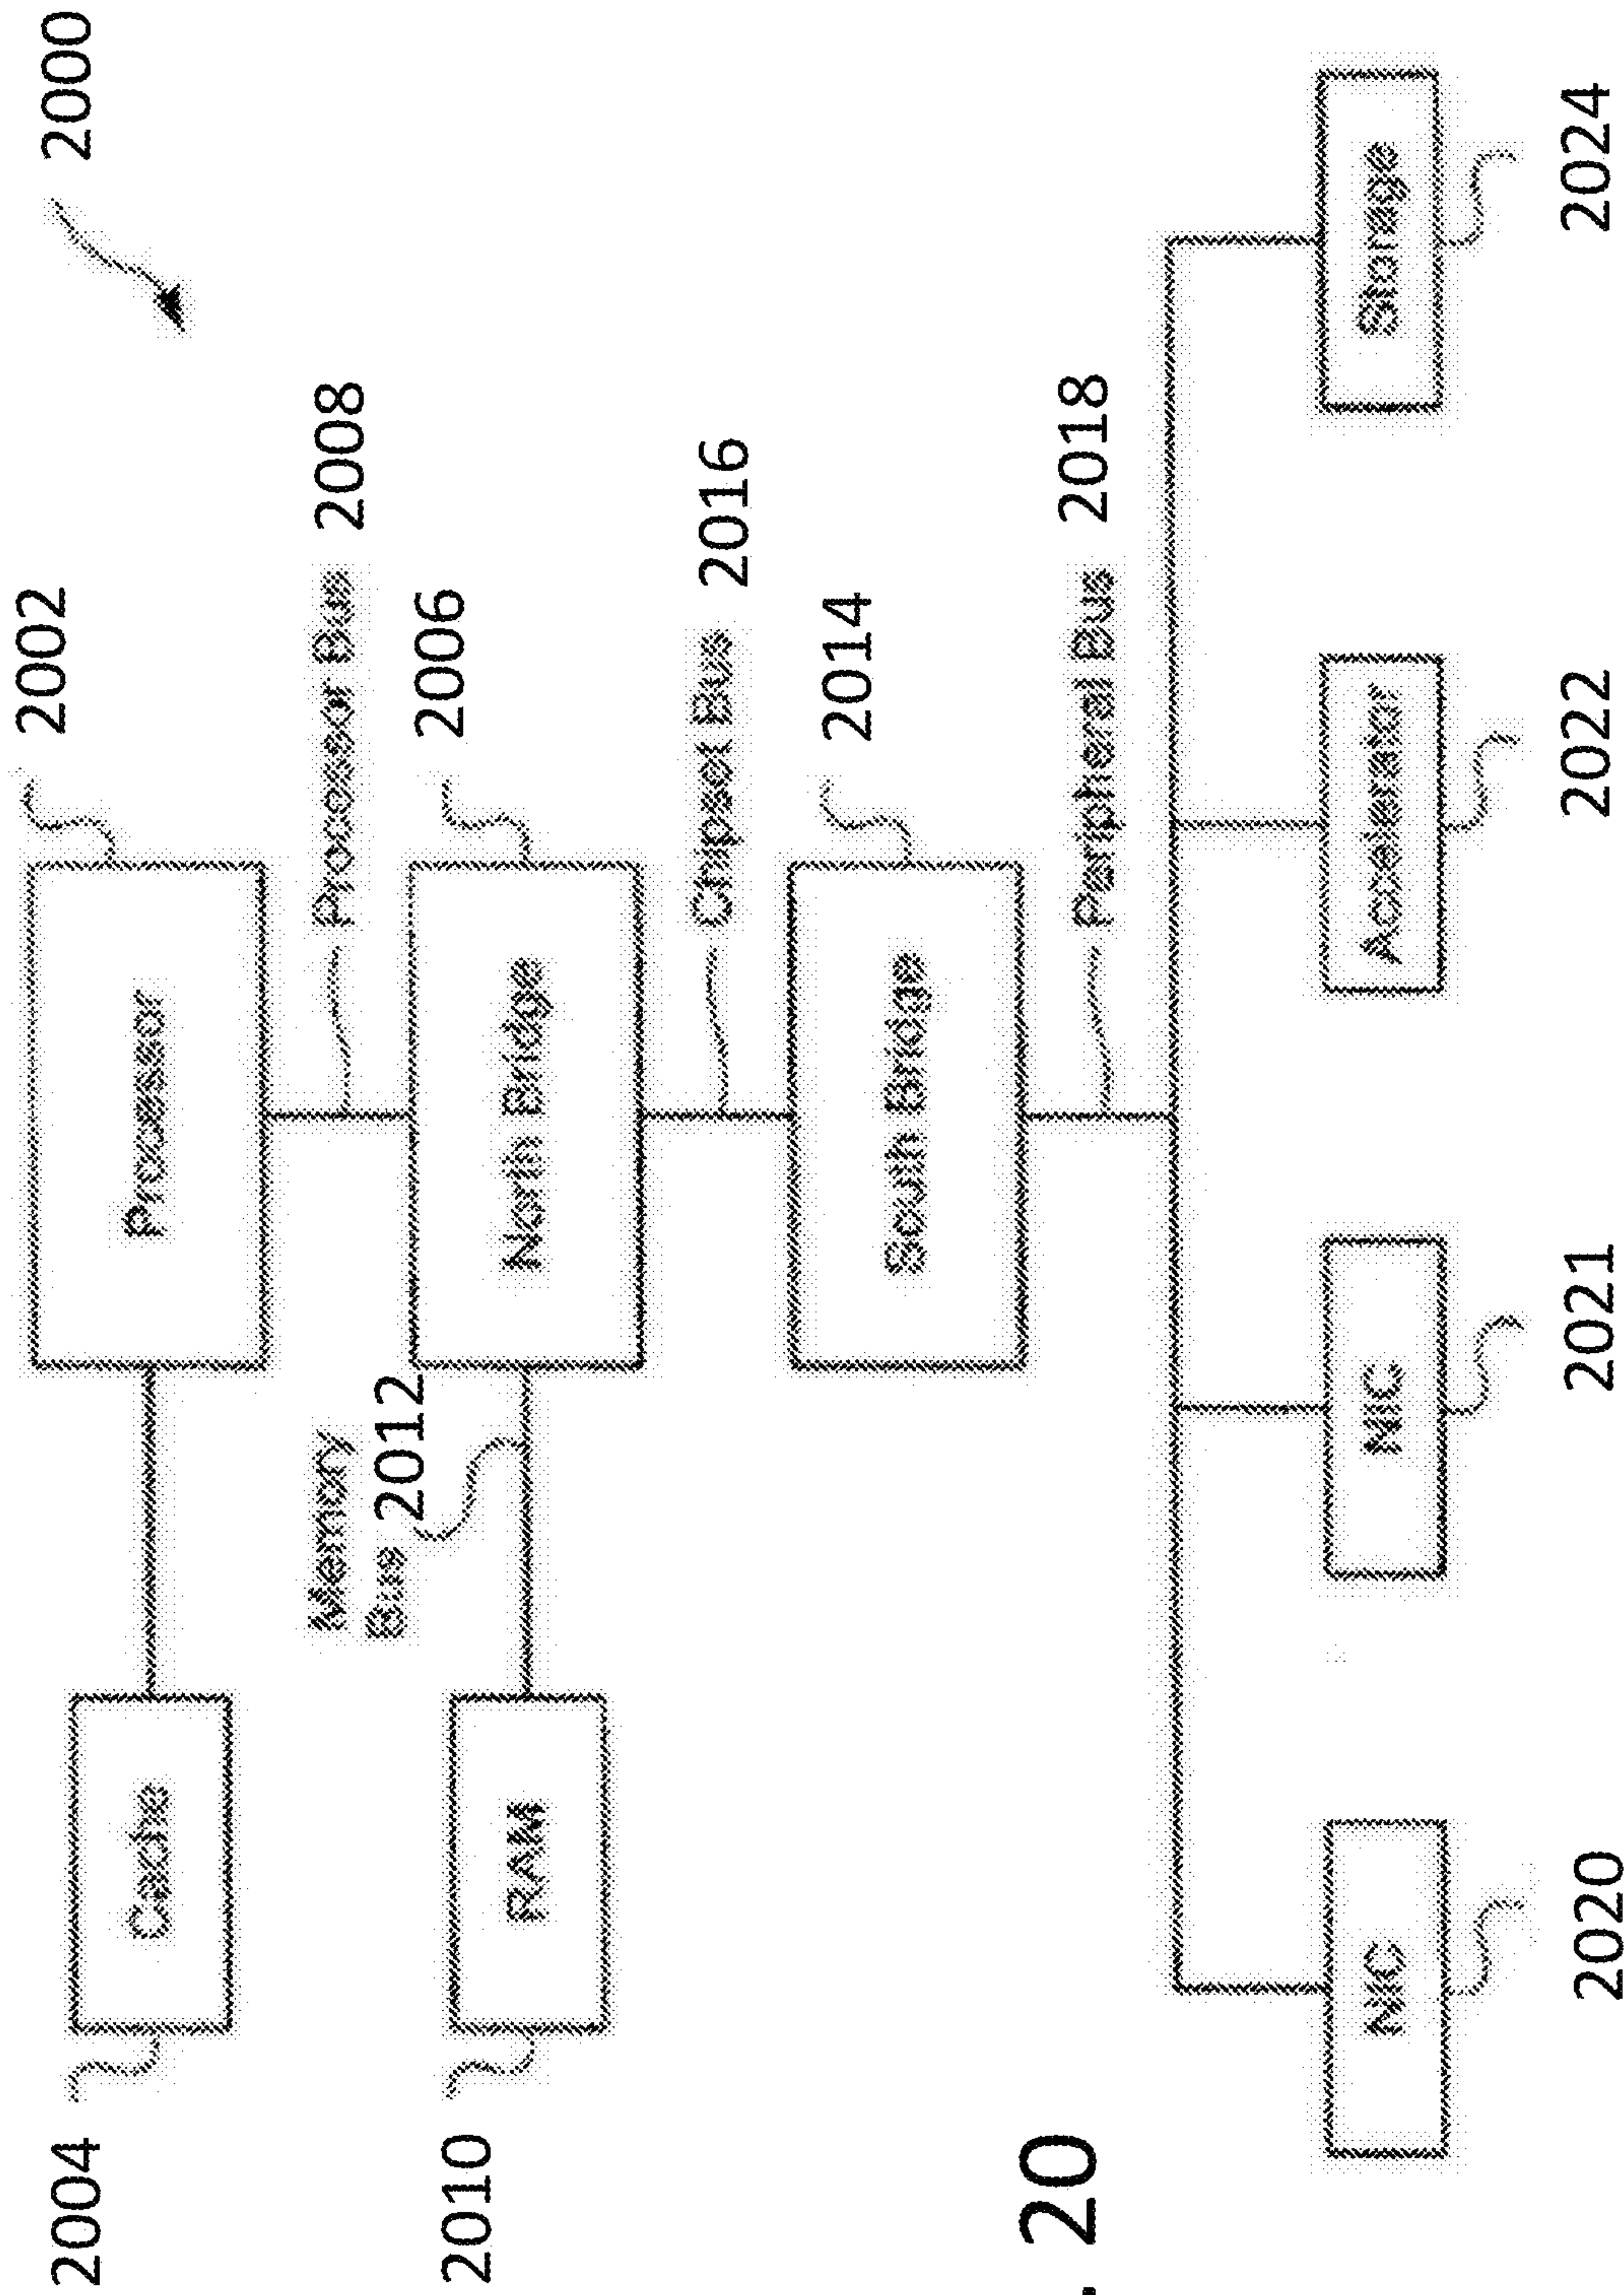 2000
2002
2004
Cache
Processor
Processor Bus 2008
Memory
Bus 2012
2006
2010
RAM
North Bridge
Chipset Bus 2016
2014
South Bridge
Peripheral Bus 2018
. 20
NIC
NIC
Accelerator
Storage
2020
2021
2022
2024